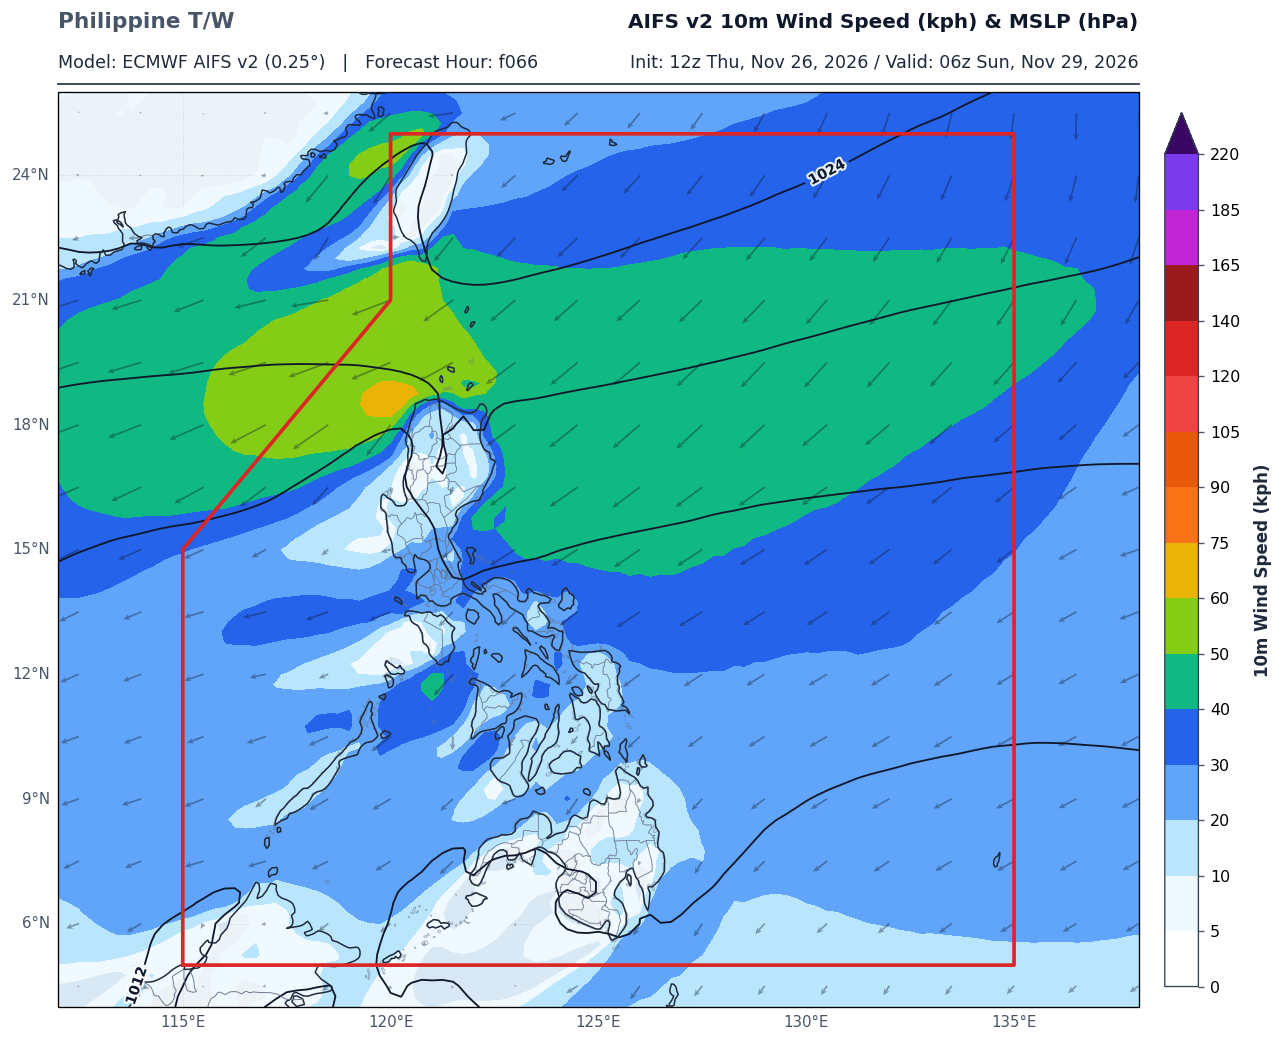 Philippine T/W
AIFS v2 10m Wind Speed (kph) & MSLP (hPa)
Model: ECMWF AIFS v2 (0.25°) | Forecast Hour: f066
Init: 12z Thu, Nov 26, 2026 / Valid: 06z Sun, Nov 29, 2026
24°N
21°N
18°N
15°N
12°N
9°N
6°N
1024
1012
115°E
120°E
125°E
130°E
135°E
220
185
165
140
120
105
90
75
60
50
40
30
20
10
5
0
10m Wind Speed (kph)